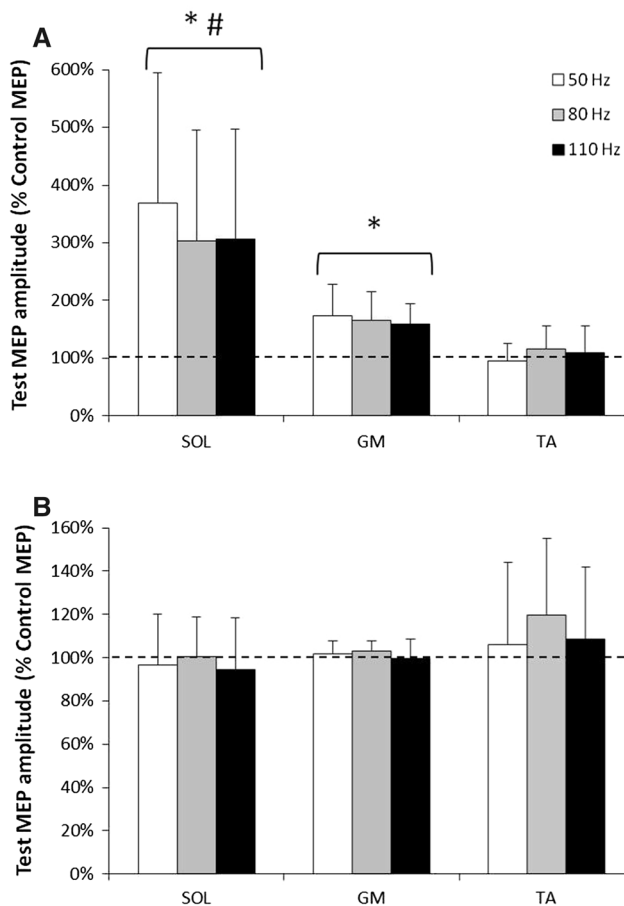 A
* #
Test MEP amplitude (% Control MEP)
600%
500%
400%
300%
200%
100%
0%
50 Hz
80 Hz
110 Hz
*
SOL GM TA
B
Test MEP amplitude (% Control MEP)
160%
140%
120%
100%
80%
60%
40%
20%
0%
SOL GM TA